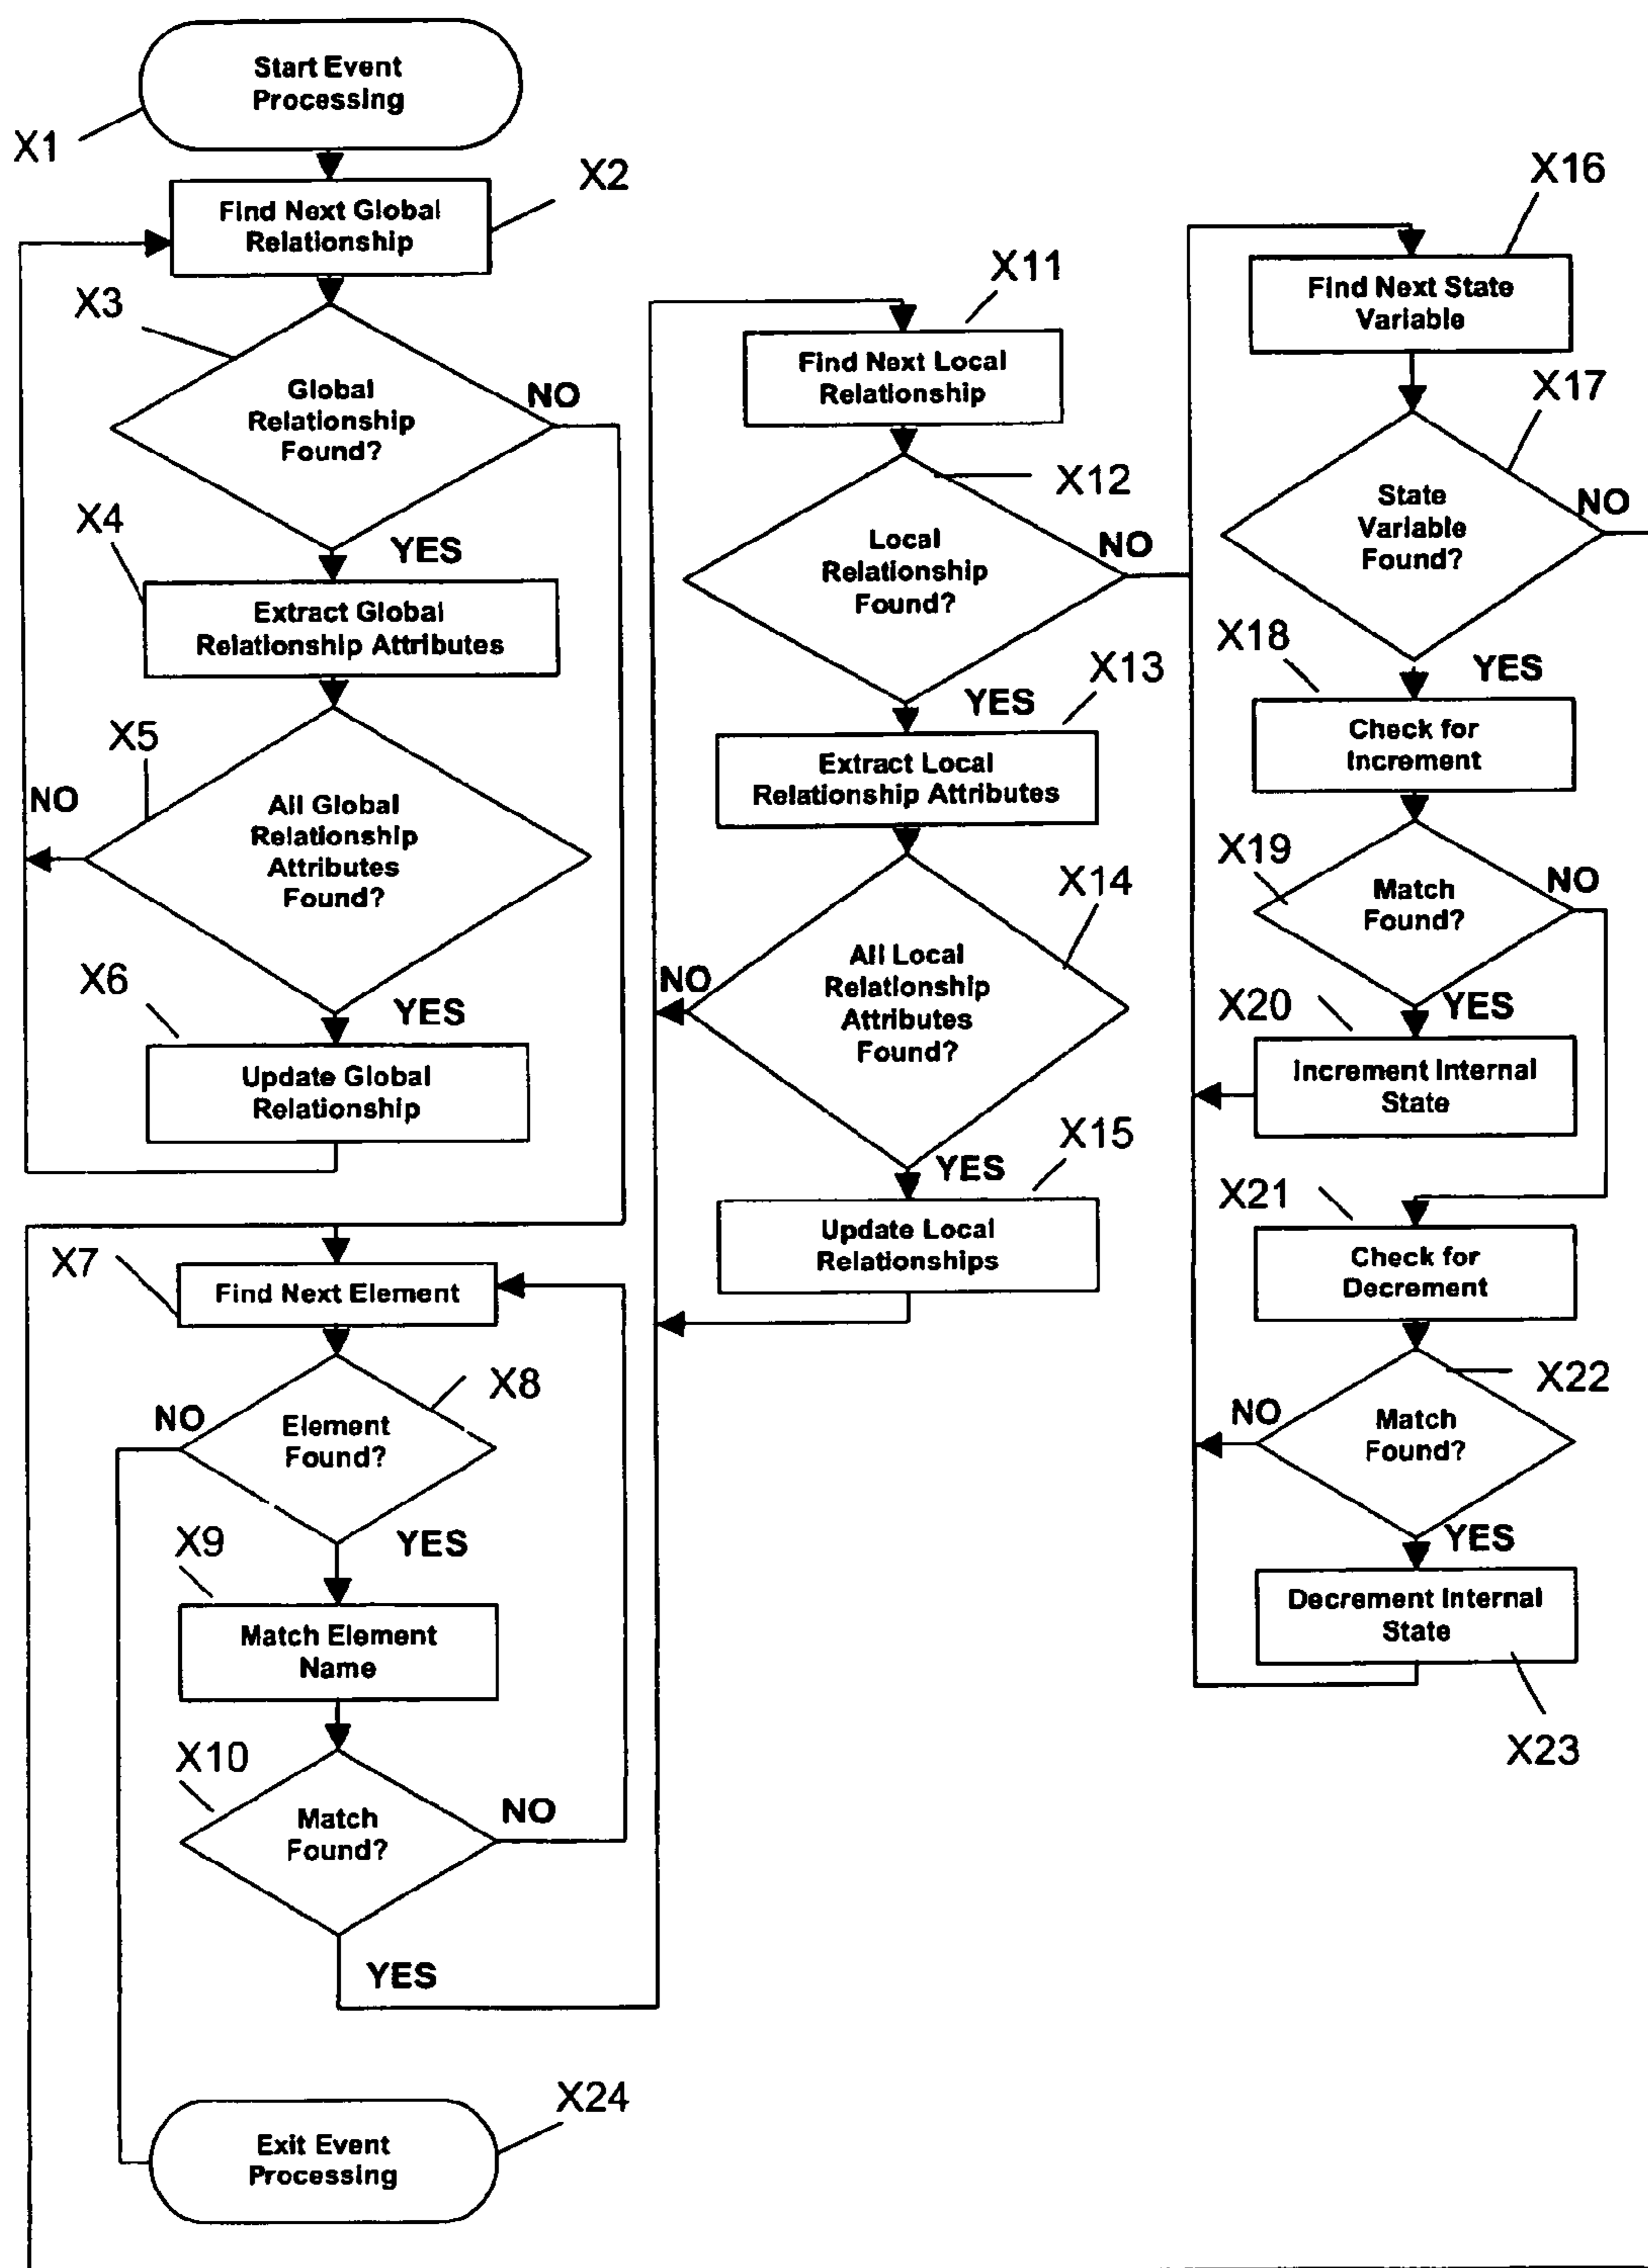 Start Event
Processing
X1
Find Next Global
Relationship
X2
X3
Global
Relationship
Found?
NO
YES
X4
Extract Global
Relationship Attributes
X5
All Global
Relationship
Attributes
Found?
NO
YES
X6
Update Global
Relationship
X7
Find Next Element
X8
Element
Found?
NO
YES
X9
Match Element
Name
X10
Match
Found?
NO
YES
X24
Exit Event
Processing
X11
Find Next Local
Relationship
X12
Local
Relationship
Found?
NO
YES
X13
Extract Local
Relationship Attributes
X14
All Local
Relationship
Attributes
Found?
NO
YES
X15
Update Local
Relationships
X16
Find Next State
Variable
X17
State
Variable
Found?
NO
YES
X18
Check for
Increment
X19
Match
Found?
NO
YES
X20
Increment Internal
State
X21
Check for
Decrement
X22
Match
Found?
NO
YES
Decrement Internal
State
X23